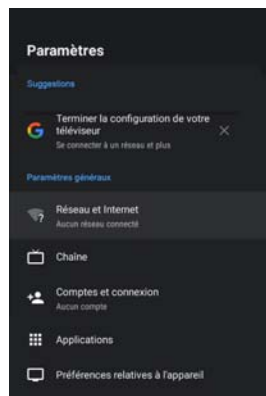 Paramètres
Suggestions
Terminer la configuration de votre
téléviseur
Se connecter à un réseau et plus
Paramètres généraux
Réseau et Internet
Aucun réseau connecté
Chaîne
Comptes et connexion
Aucun compte
Applications
Préférences relatives à l'appareil